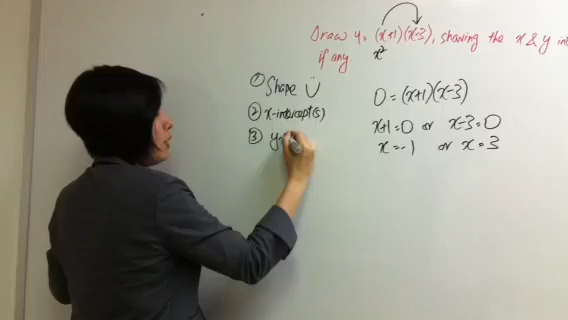 Draw y = (x+1)(x-3), showing the x & y
if any. x²
① Shape ∪
② x-intercept(s)
③ y-
0 = (x+1)(x-3)
x+1=0 or x-3=0
x=-1 or x=3